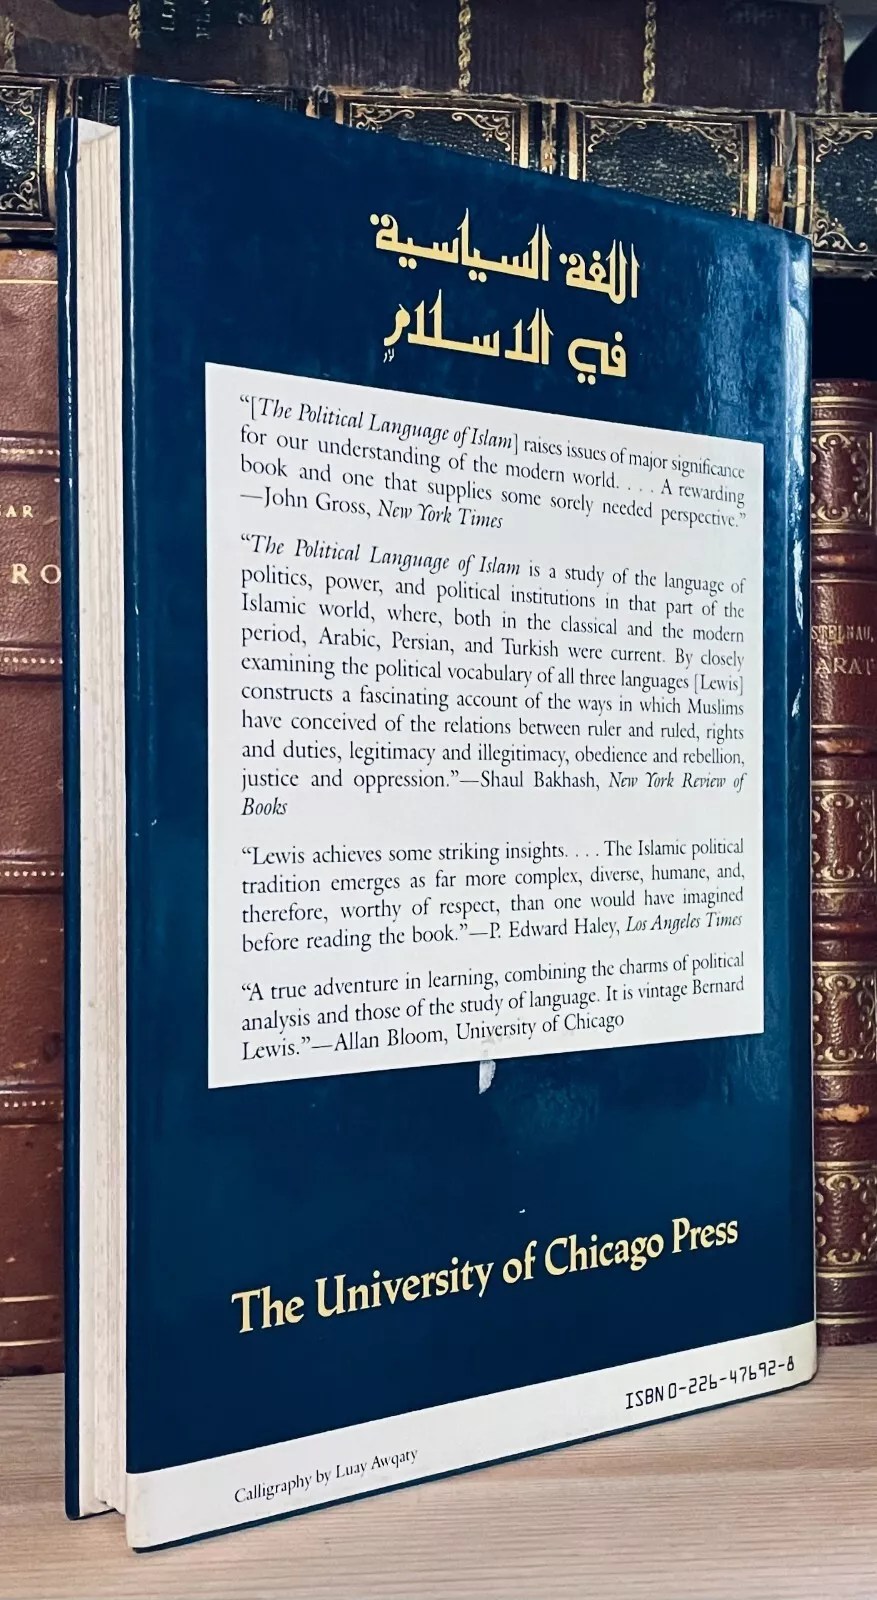 اللغة السياسية
في الاسلام
“[The Political Language of Islam] raises issues of major significance
for our understanding of the modern world. . . . A rewarding
book and one that supplies some sorely needed perspective.”
—John Gross, New York Times
“The Political Language of Islam is a study of the language of
politics, power, and political institutions in that part of the
Islamic world, where, both in the classical and the modern
period, Arabic, Persian, and Turkish were current. By closely
examining the political vocabulary of all three languages [Lewis]
constructs a fascinating account of the ways in which Muslims
have conceived of the relations between ruler and ruled, rights
and duties, legitimacy and illegitimacy, obedience and rebellion,
justice and oppression.”—Shaul Bakhash, New York Review of
Books
“Lewis achieves some striking insights. . . . The Islamic political
tradition emerges as far more complex, diverse, humane, and,
therefore, worthy of respect, than one would have imagined
before reading the book.”—P. Edward Haley, Los Angeles Times
“A true adventure in learning, combining the charms of political
analysis and those of the study of language. It is vintage Bernard
Lewis.”—Allan Bloom, University of Chicago
The University of Chicago Press
ISBN 0-226-47692-8
Calligraphy by Luay Awqaty